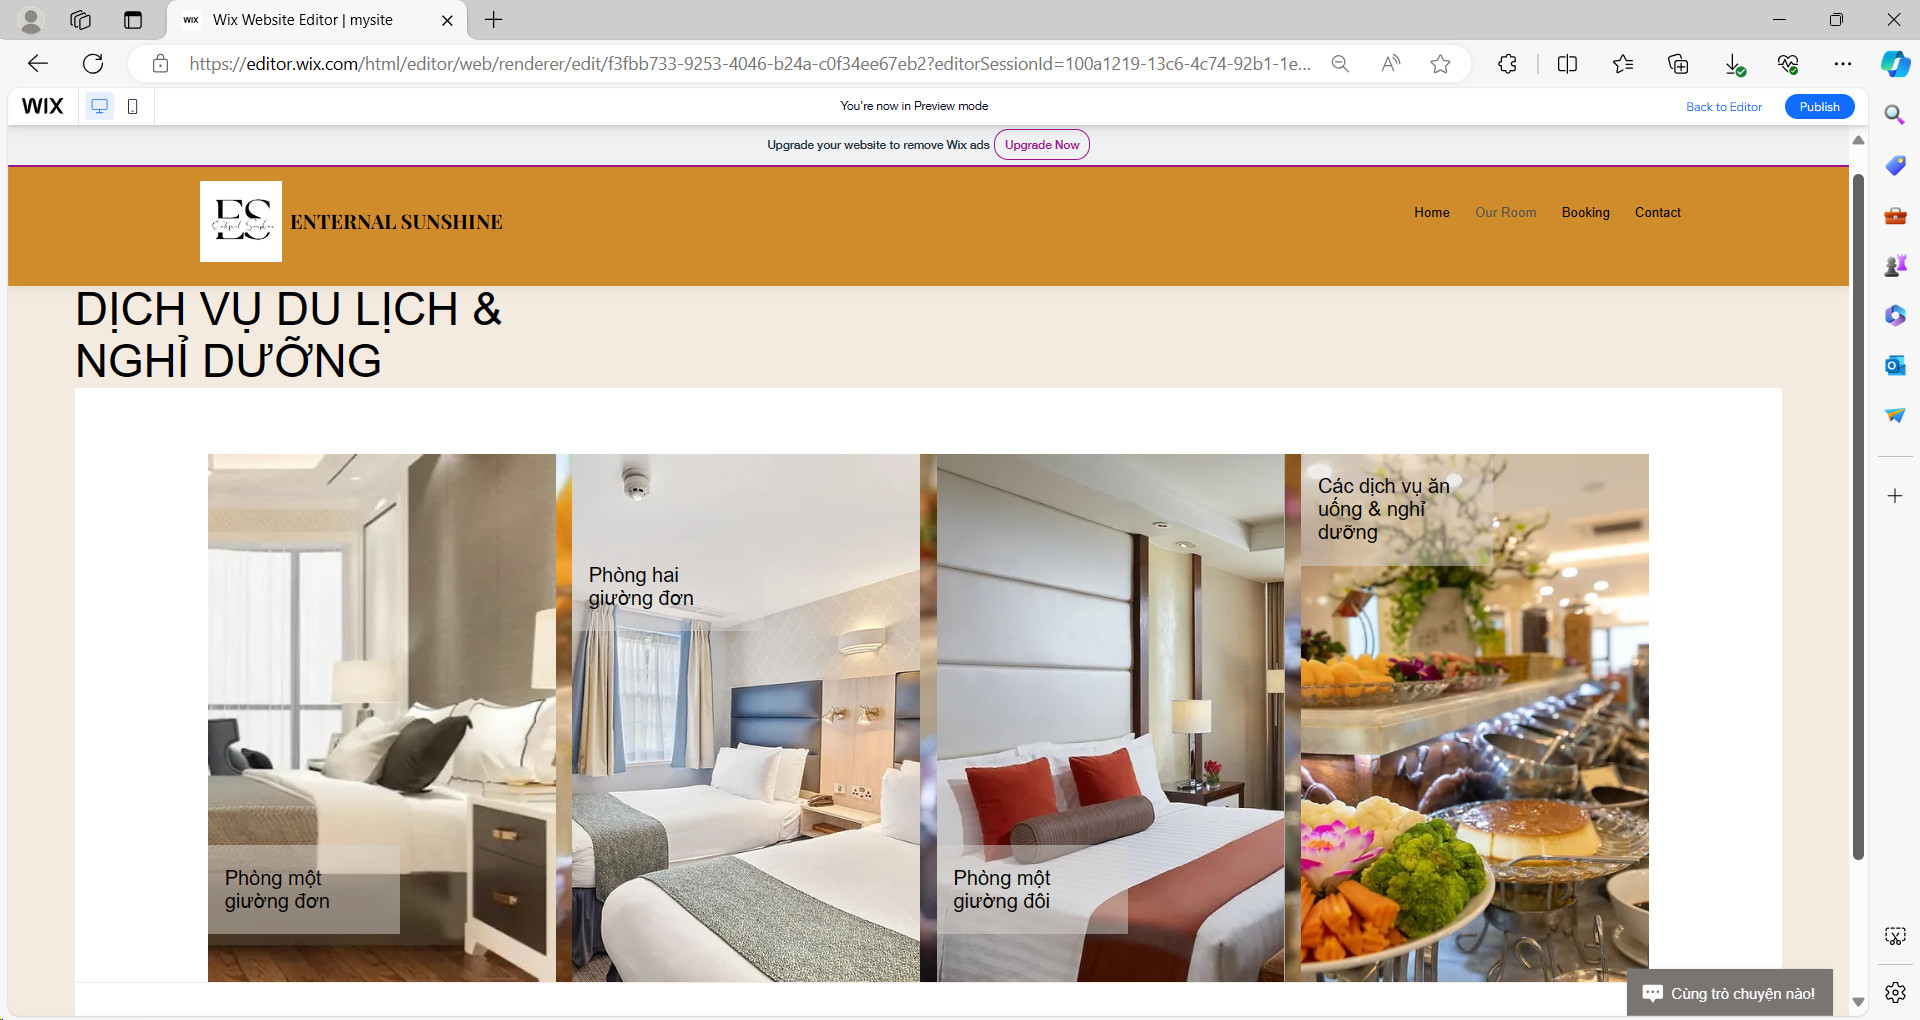 Wix Website Editor | mysite
https://editor.wix.com/html/editor/web/renderer/edit/f3fbb733-9253-4046-b24a-c0f34ee67eb2?editorSessionId=100a1219-13c6-4c74-92b1-1e...
WIX
You're now in Preview mode
Back to Editor
Publish
Upgrade your website to remove Wix ads
Upgrade Now
ES
ENTERNAL SUNSHINE
Home
Our Room
Booking
Contact
DỊCH VỤ DU LỊCH &
NGHỈ DƯỠNG
Các dịch vụ ăn
uống & nghỉ
dưỡng
Phòng hai
giường đơn
Phòng một
giường đơn
Phòng một
giường đôi
Cùng trò chuyện nào!